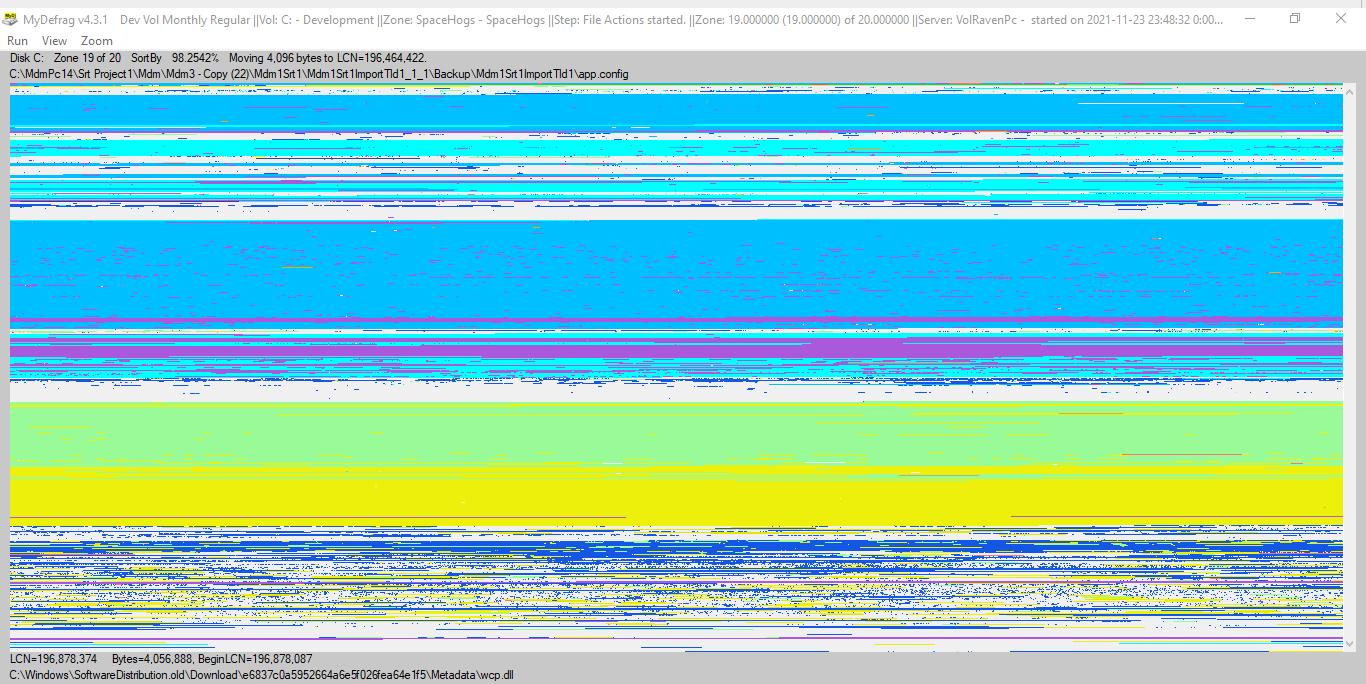 MyDefrag v4.3.1 Dev Vol Monthly Regular ||Vol: C: - Development ||Zone: SpaceHogs - SpaceHogs ||Step: File Actions started. ||Zone: 19.000000 (19.000000) of 20.000000 ||Server: VolRavenPc - started on 2021-11-23 23:48:32 0:00...
Run View Zoom
Disk C: Zone 19 of 20 SortBy 98.2542% Moving 4,096 bytes to LCN=196,464,422.
C:\MdmPc14\Srt Project1\Mdm\Mdm3 - Copy (22)\Mdm1Srt1\Mdm1Srt1ImportTld1_1_1\Backup\Mdm1Srt1ImportTld1\app.config
LCN=196,878,374 Bytes=4,056,888, BeginLCN=196,878,087
C:\Windows\SoftwareDistribution.old\Download\e6837c0a5952664a6e5f026fea64e1f5\Metadata\wcp.dll